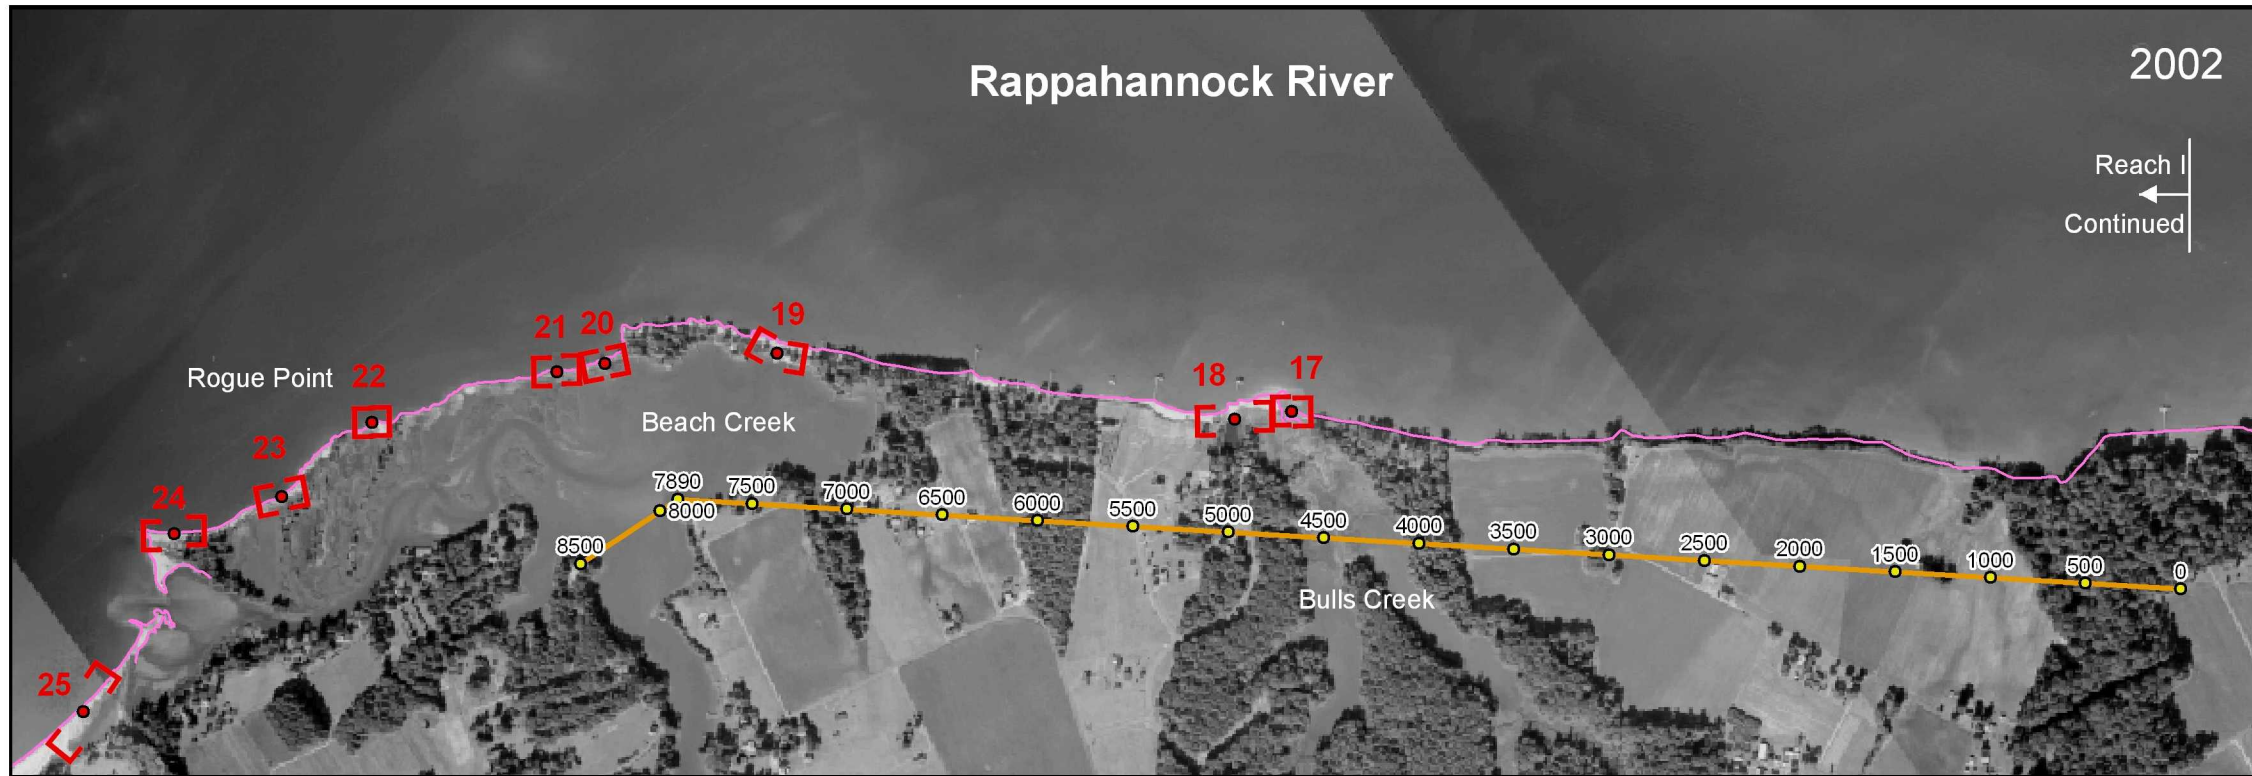 2002
Rappahannock River
Reach I
Continued
21 20 19
Rogue Point 22
18 17
Beach Creek
23
24
7890 7500 7000 6500 6000 5500 5000 4500 4000 3500 3000 2500 2000 1500 1000 500 0
8000
8500
Bulls Creek
25